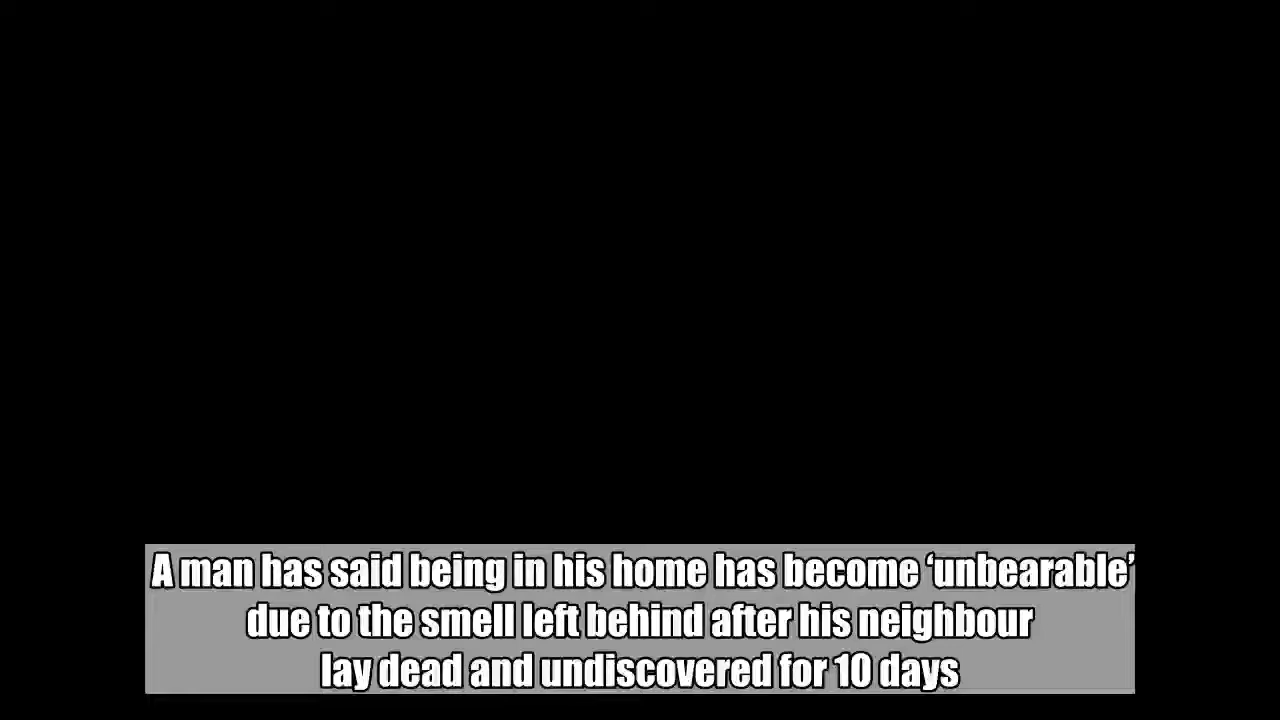 A man has said being in his home has become ‘unbearable’
due to the smell left behind after his neighbour
lay dead and undiscovered for 10 days